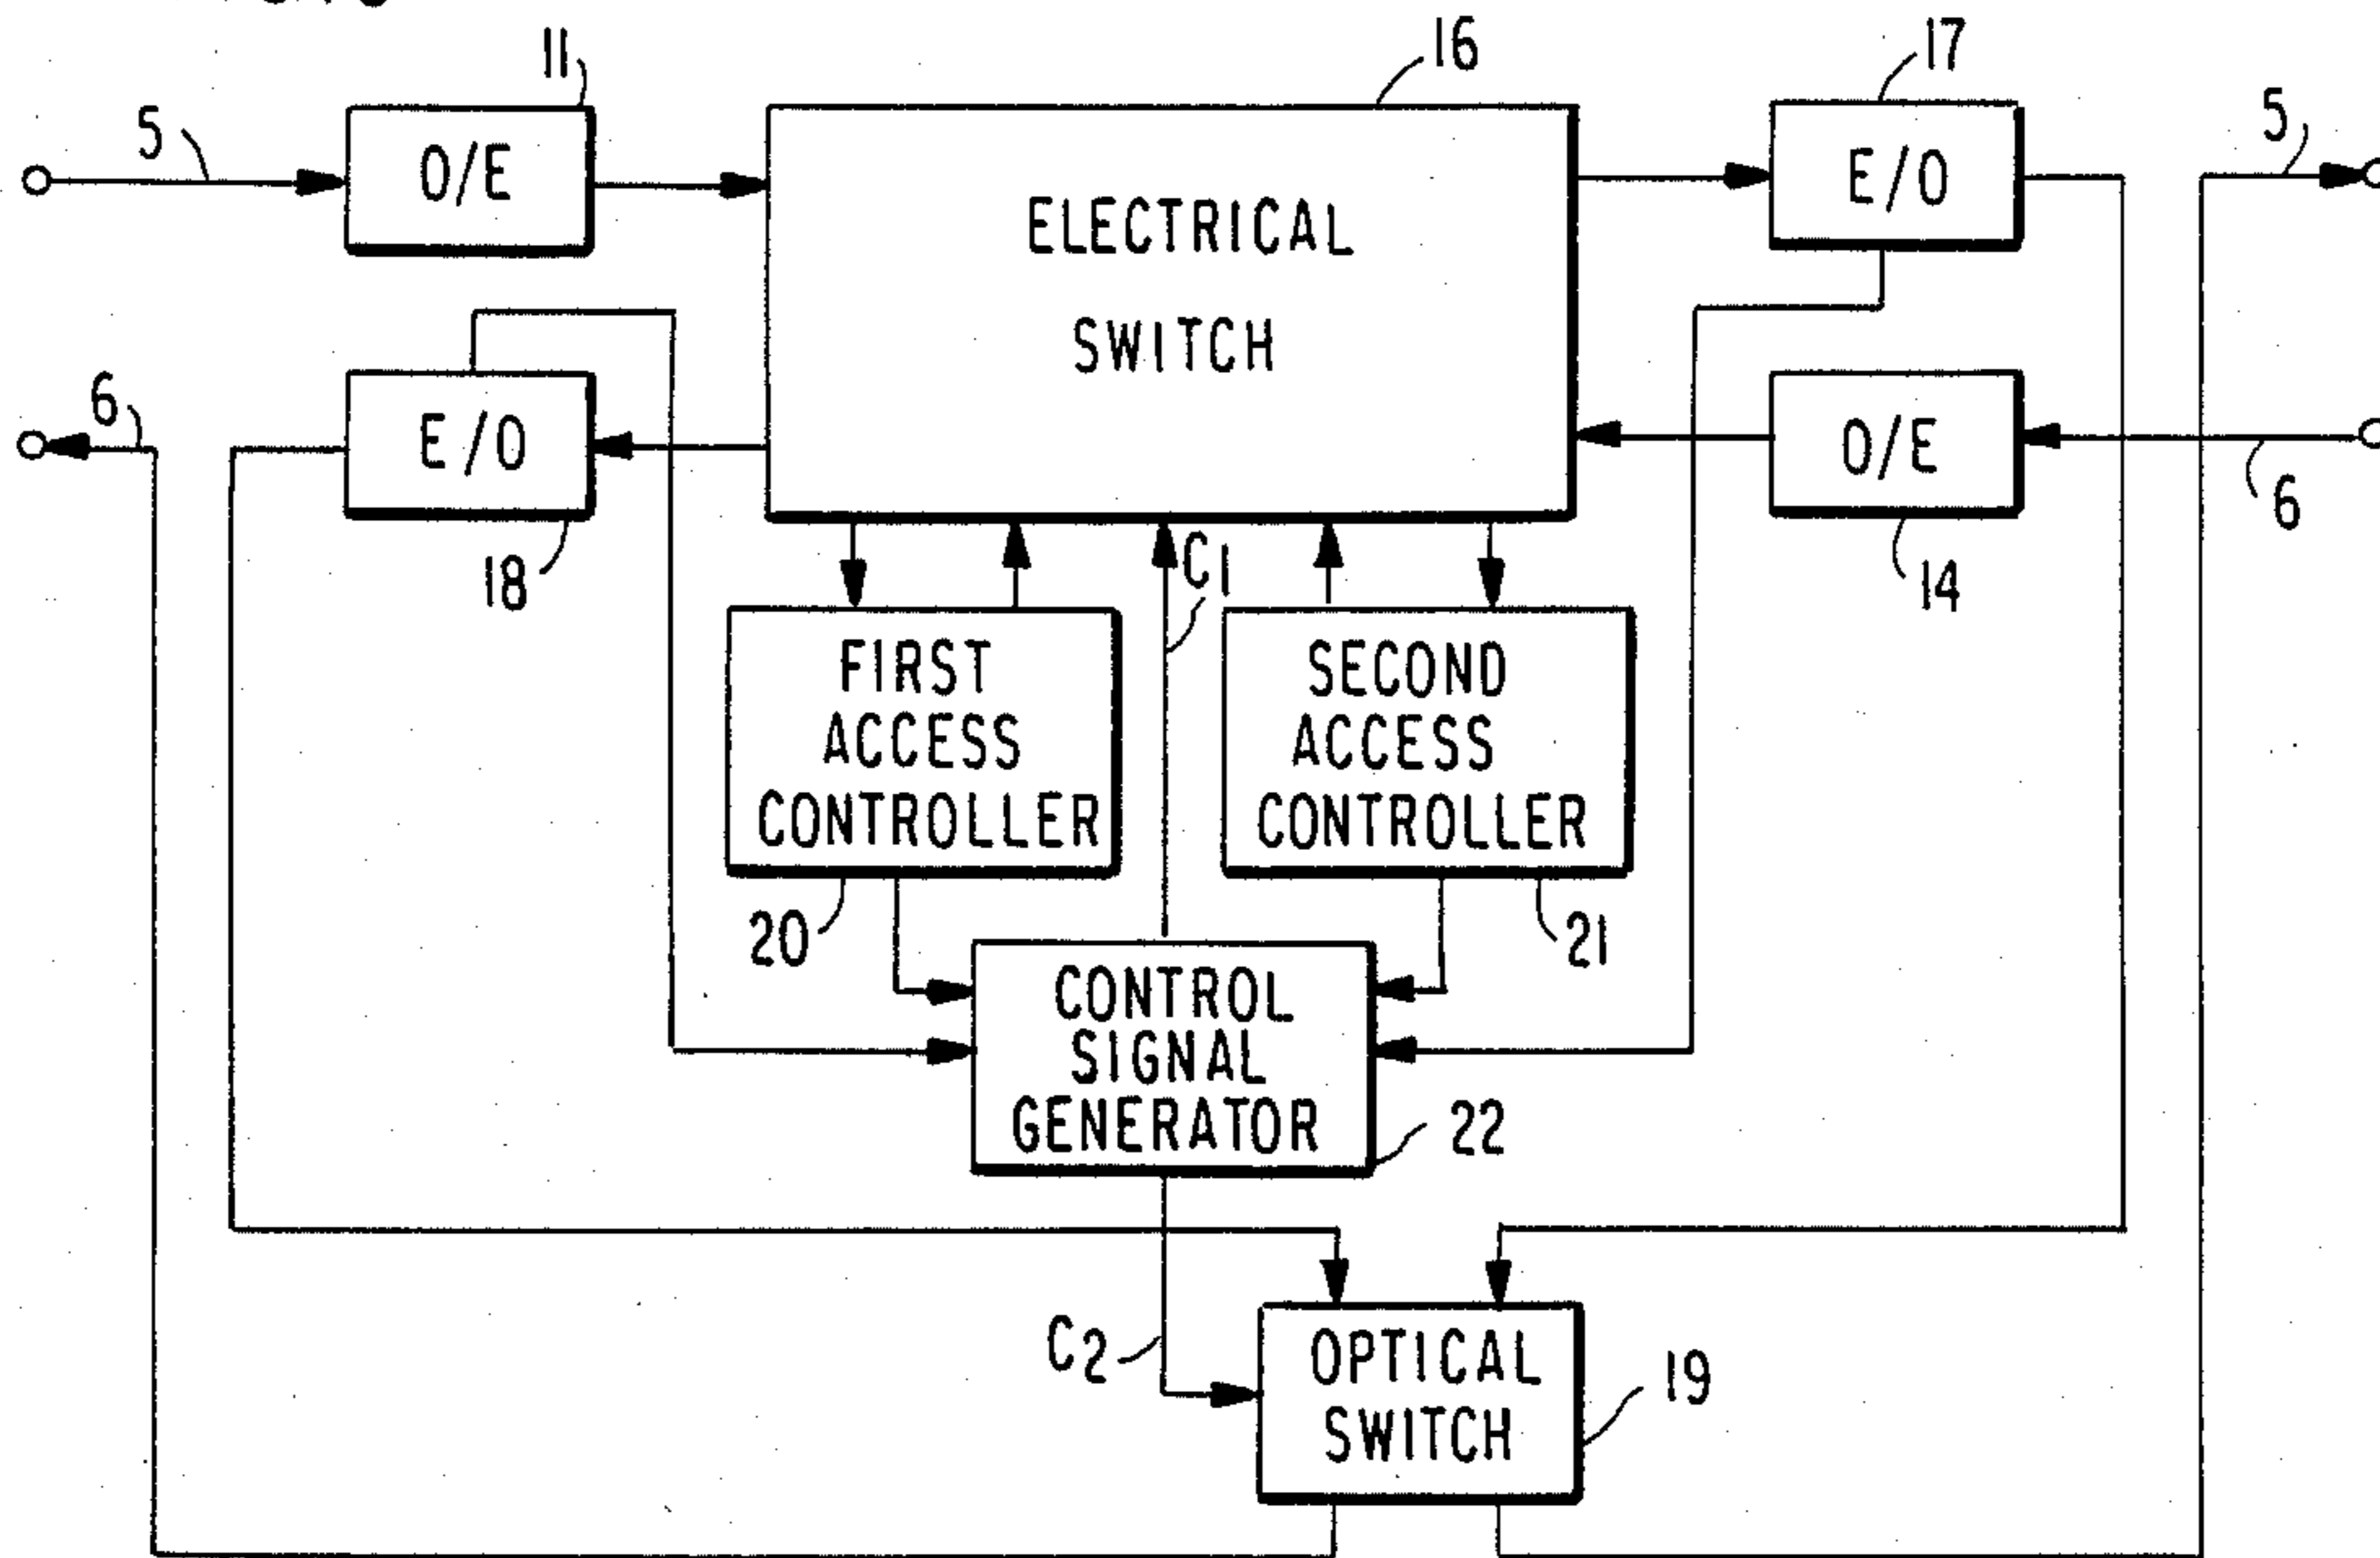 11
16
17
5
5
O/E
E/O
ELECTRICAL
SWITCH
6
E/O
O/E
6
18
C1
14
FIRST
ACCESS
CONTROLLER
SECOND
ACCESS
CONTROLLER
20
21
CONTROL
SIGNAL
GENERATOR
22
C2
OPTICAL
SWITCH
19